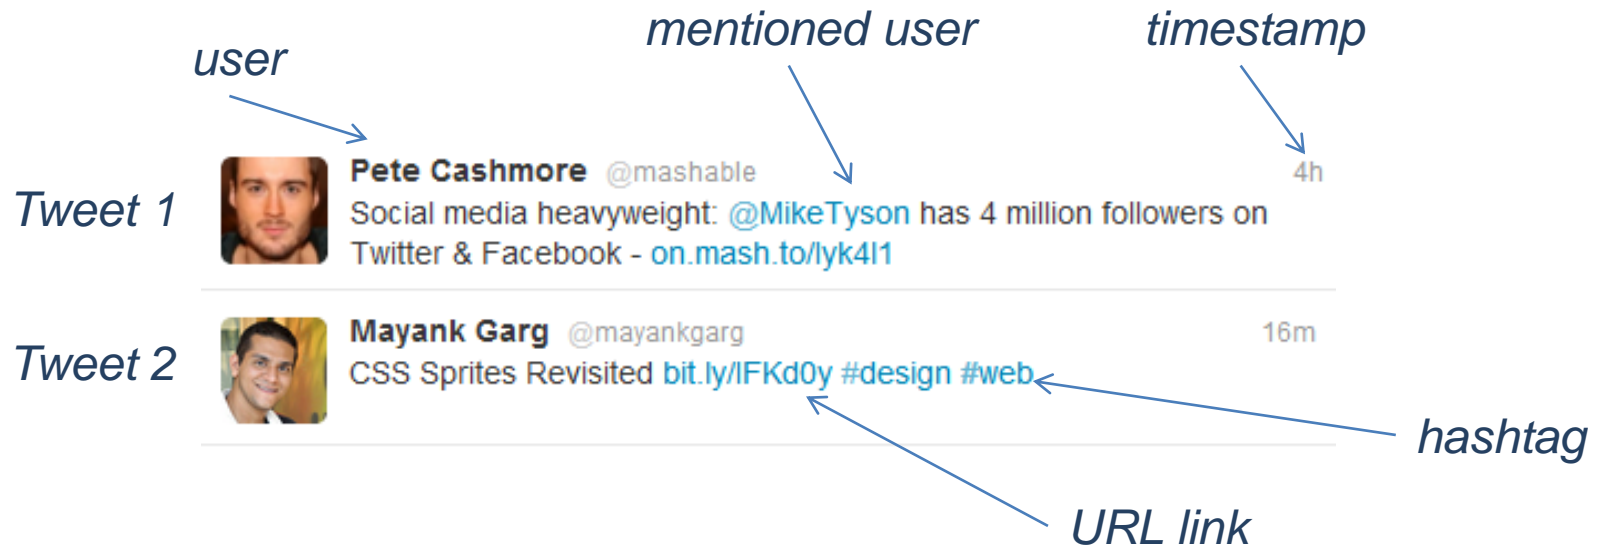 mentioned user timestamp
user
Pete Cashmore @mashable 4h
Tweet 1
Social media heavyweight: @MikeTyson has 4 million followers on
Twitter & Facebook - on.mash.to/lyk4l1
Mayank Garg @mayankgarg 16m
Tweet 2
CSS Sprites Revisited bit.ly/lFKd0y #design #web
hashtag
URL link